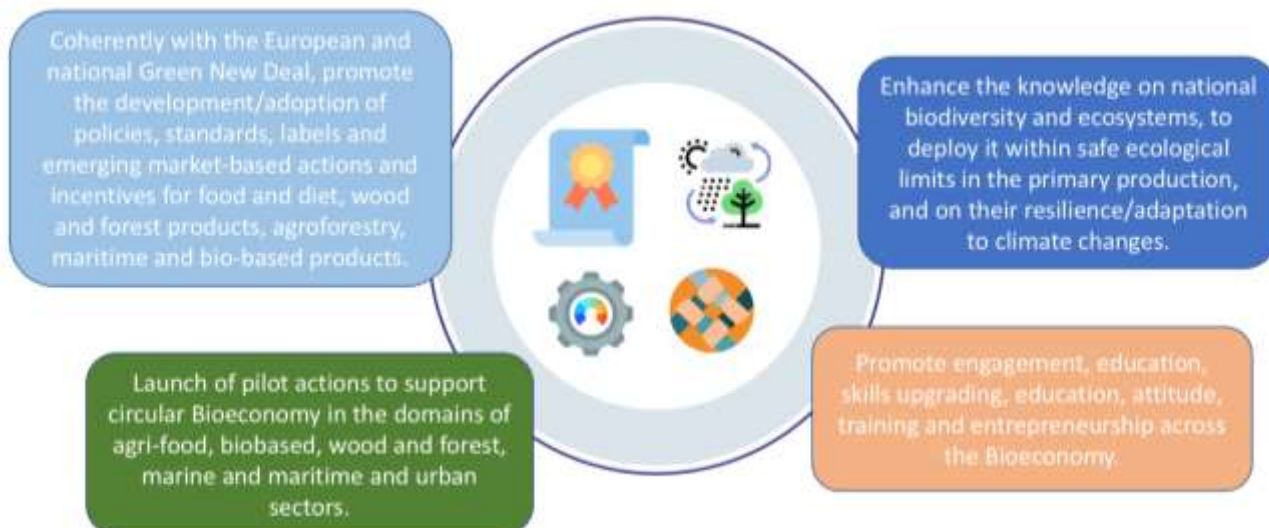 Coherently with the European and
national Green New Deal, promote
the development/adoption of
policies, standards, labels and
emerging market-based actions and
incentives for food and diet, wood
and forest products, agroforestry,
maritime and bio-based products.
Enhance the knowledge on national
biodiversity and ecosystems, to
deploy it within safe ecological
limits in the primary production,
and on their resilience/adaptation
to climate changes.
Launch of pilot actions to support
circular Bioeconomy in the domains of
agri-food, biobased, wood and forest,
marine and maritime and urban
sectors.
Promote engagement, education,
skills upgrading, education, attitude,
training and entrepreneurship across
the Bioeconomy.